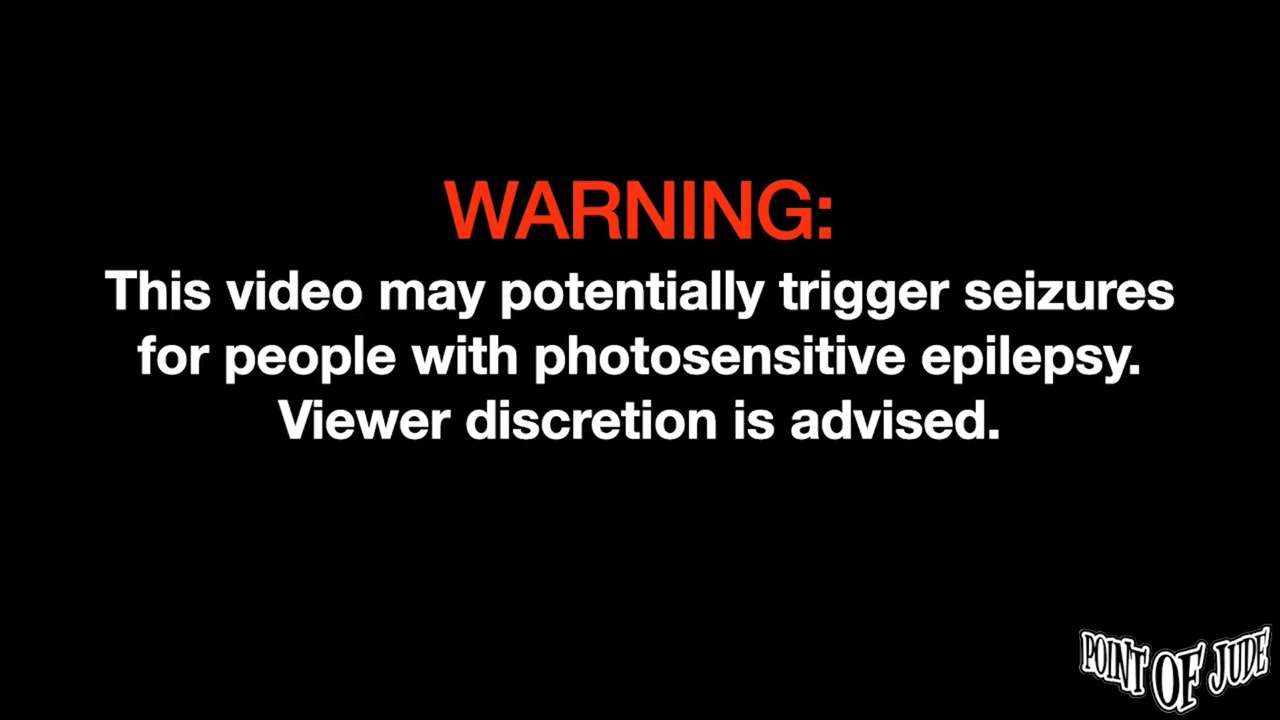 WARNING:
This video may potentially trigger seizures
for people with photosensitive epilepsy.
Viewer discretion is advised.
POINT OF JUDE